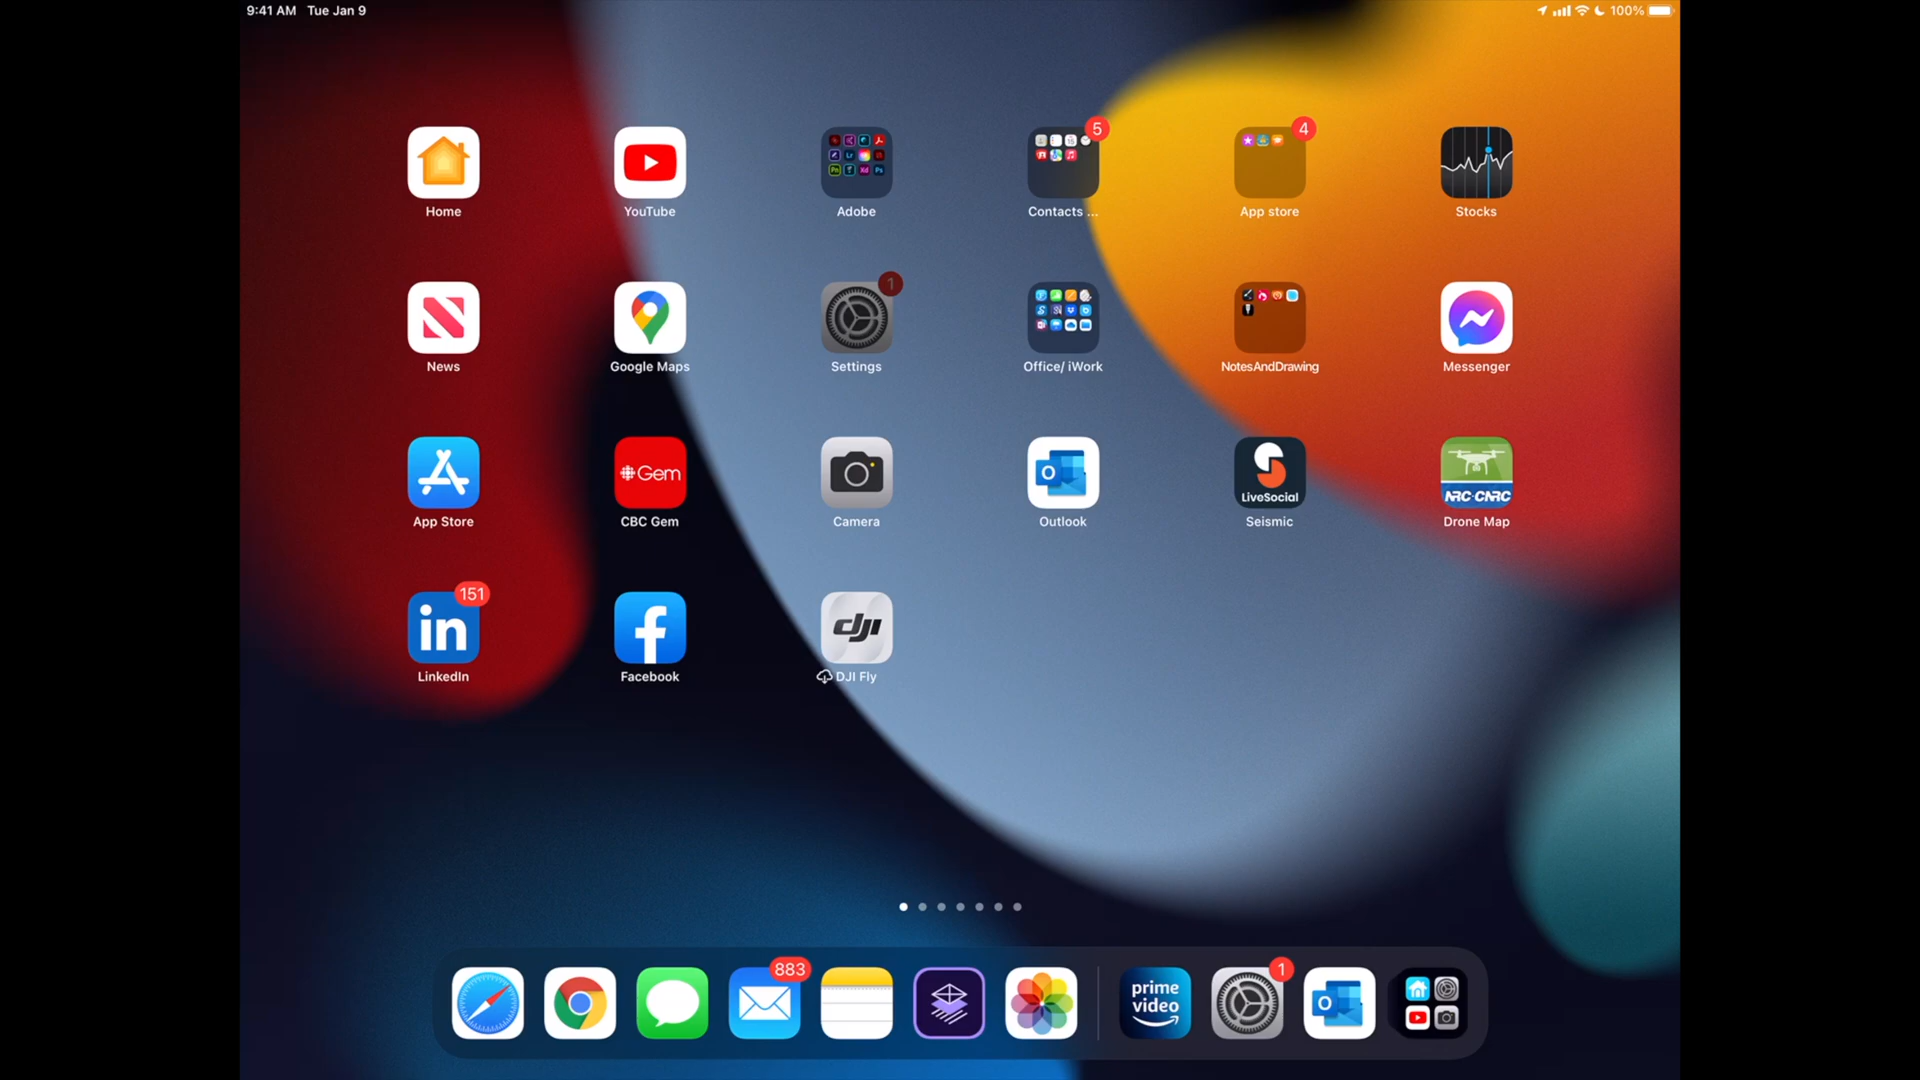 9:41 AM Tue Jan 9
100%
5
4
Home
YouTube
Adobe
Contacts ...
App store
Stocks
1
News
Google Maps
Settings
Office/ iWork
NotesAndDrawing
Messenger
Gem
LiveSocial
NRC·CNRC
App Store
CBC Gem
Camera
Outlook
Seismic
Drone Map
151
in
dji
LinkedIn
Facebook
DJI Fly
883
prime
video
1